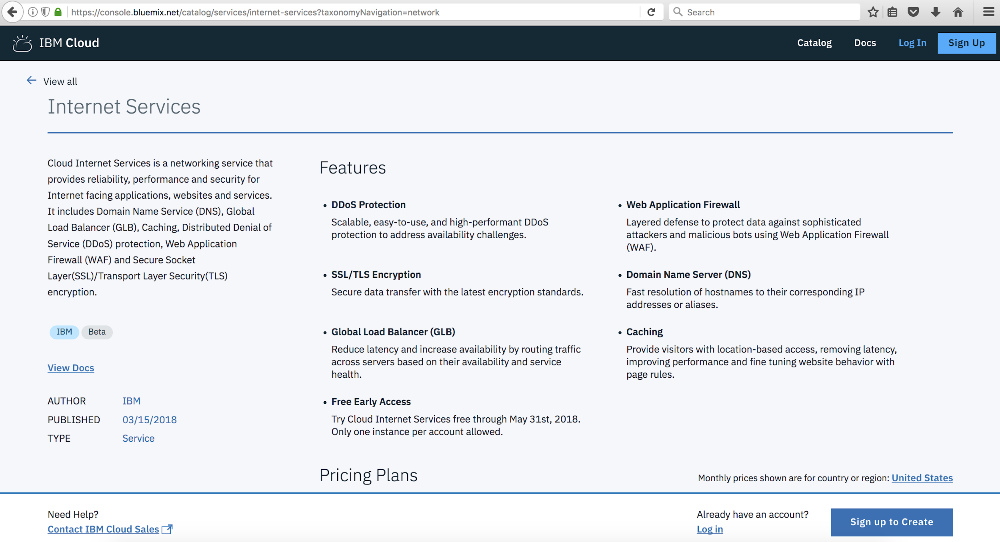 https://console.bluemix.net/catalog/services/internet-services?taxonomyNavigation=network
Search
IBM Cloud
Catalog
Docs
Log In
Sign Up
View all
Internet Services
Cloud Internet Services is a networking service that
provides reliability, performance and security for
Internet facing applications, websites and services.
It includes Domain Name Service (DNS), Global
Load Balancer (GLB), Caching, Distributed Denial of
Service (DDoS) protection, Web Application
Firewall (WAF) and Secure Socket
Layer(SSL)/Transport Layer Security(TLS)
encryption.
IBM
Beta
View Docs
AUTHOR IBM
PUBLISHED 03/15/2018
TYPE Service
Features
DDoS Protection
Scalable, easy-to-use, and high-performant DDoS
protection to address availability challenges.
Web Application Firewall
Layered defense to protect data against sophisticated
attackers and malicious bots using Web Application Firewall
(WAF).
SSL/TLS Encryption
Secure data transfer with the latest encryption standards.
Domain Name Server (DNS)
Fast resolution of hostnames to their corresponding IP
addresses or aliases.
Global Load Balancer (GLB)
Reduce latency and increase availability by routing traffic
across servers based on their availability and service
health.
Caching
Provide visitors with location-based access, removing latency,
improving performance and fine tuning website behavior with
page rules.
Free Early Access
Try Cloud Internet Services free through May 31st, 2018.
Only one instance per account allowed.
Pricing Plans
Monthly prices shown are for country or region: United States
Need Help?
Contact IBM Cloud Sales
Already have an account?
Log in
Sign up to Create